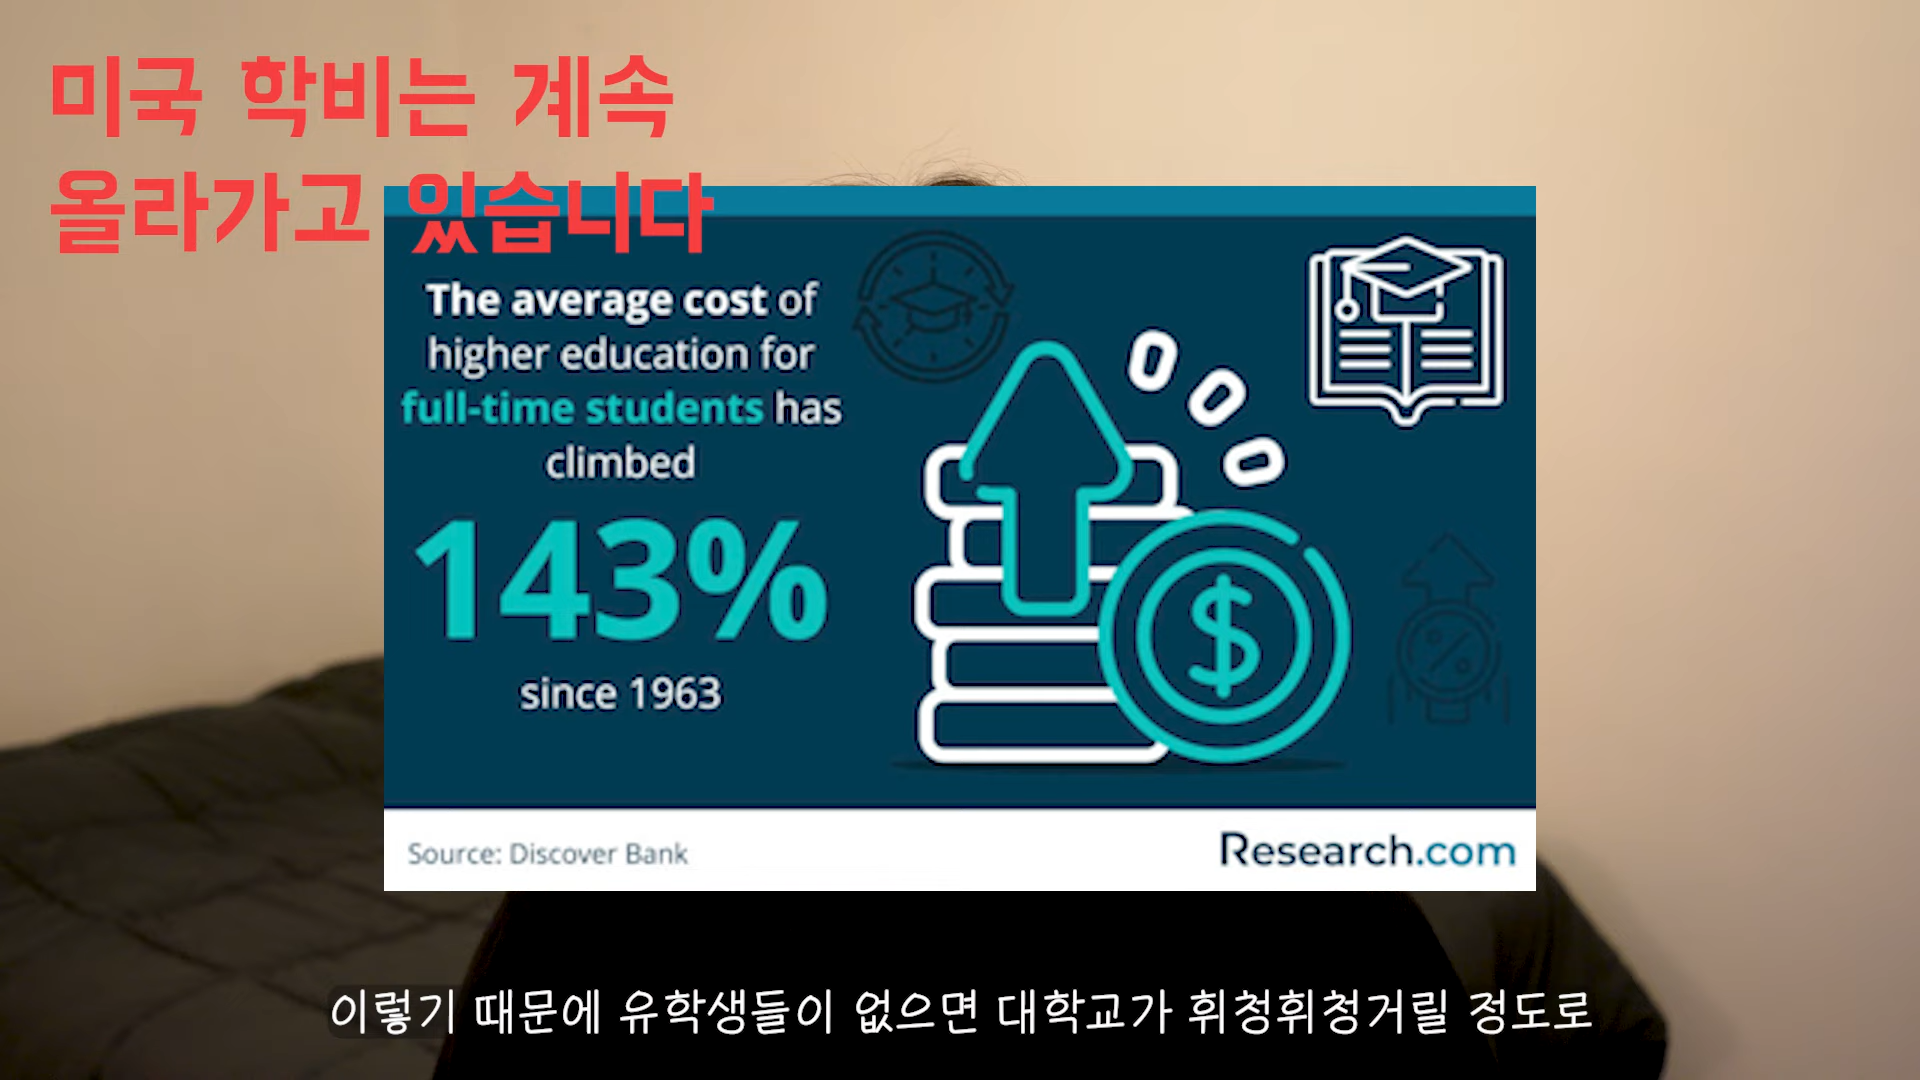 미국 학비는 계속
올라가고 있습니다
The average cost of
higher education for
full-time students has
climbed
143%
since 1963
Source: Discover Bank
Research.com
이렇기 때문에 유학생들이 없으면 대학교가 휘청휘청거릴 정도로